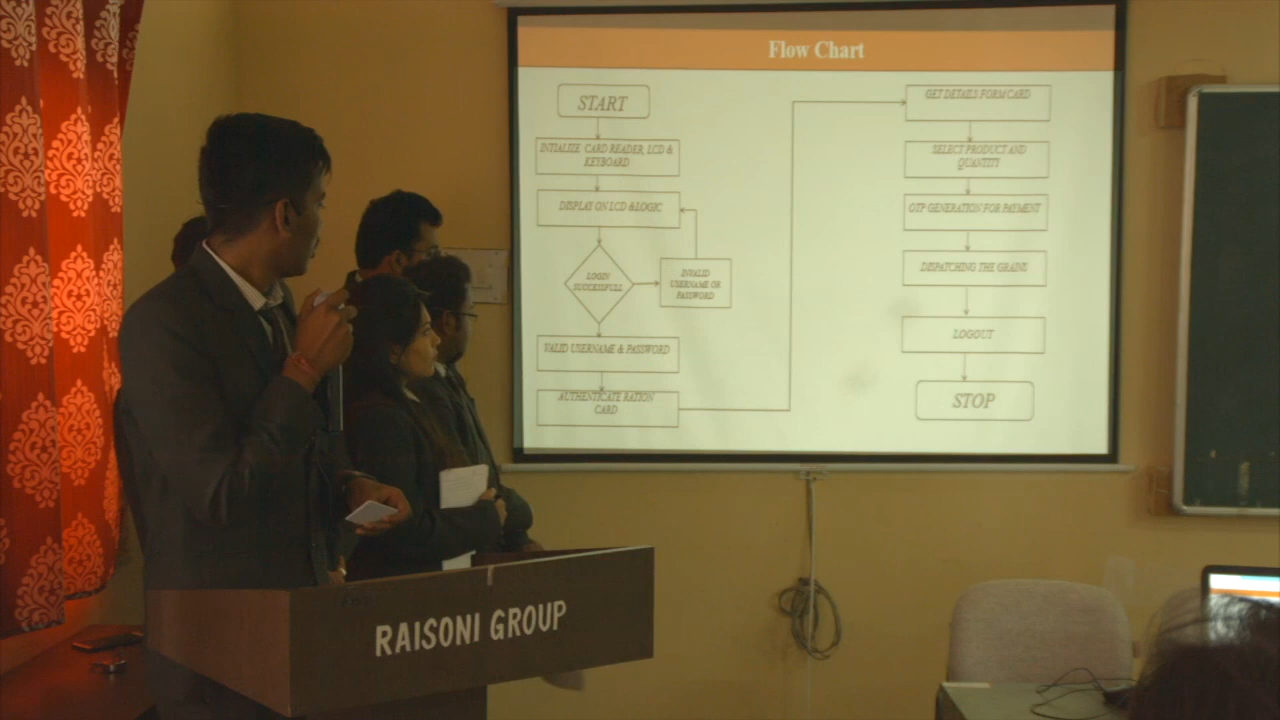 Flow Chart
START
INTIALIZE CARD READER, LCD &
KEYBOARD
DISPLAY ON LCD &LOGIC
LOGIN
SUCCESSFULL
INVALID
USERNAME OR
PASSWORD
VALID USERNAME & PASSWORD
AUTHENTICATE RATION
CARD
GET DETAILS FORM CARD
SELECT PRODUCT AND
QUANTITY
OTP GENERATION FOR PAYMENT
DISPATCHING THE GRAINS
LOGOUT
STOP
RAISONI GROUP